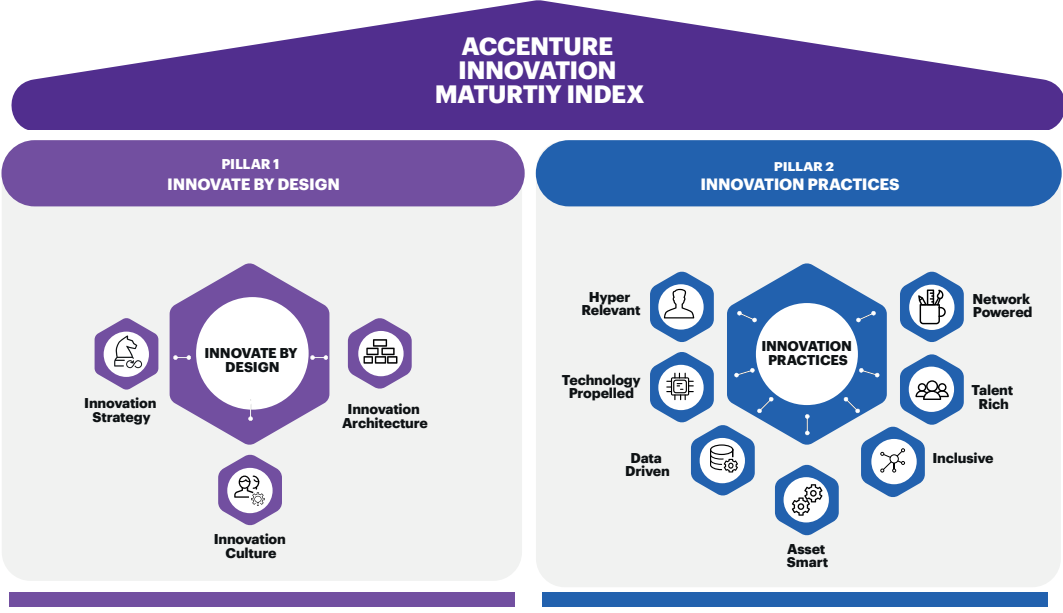 ACCENTURE
INNOVATION
MATURTIY INDEX
PILLAR 1
INNOVATE BY DESIGN
INNOVATE BY
DESIGN
Innovation
Strategy
Innovation
Architecture
Innovation
Culture
PILLAR 2
INNOVATION PRACTICES
Hyper
Relevant
Network
Powered
INNOVATION
PRACTICES
Technology
Propelled
Talent
Rich
Data
Driven
Inclusive
Asset
Smart